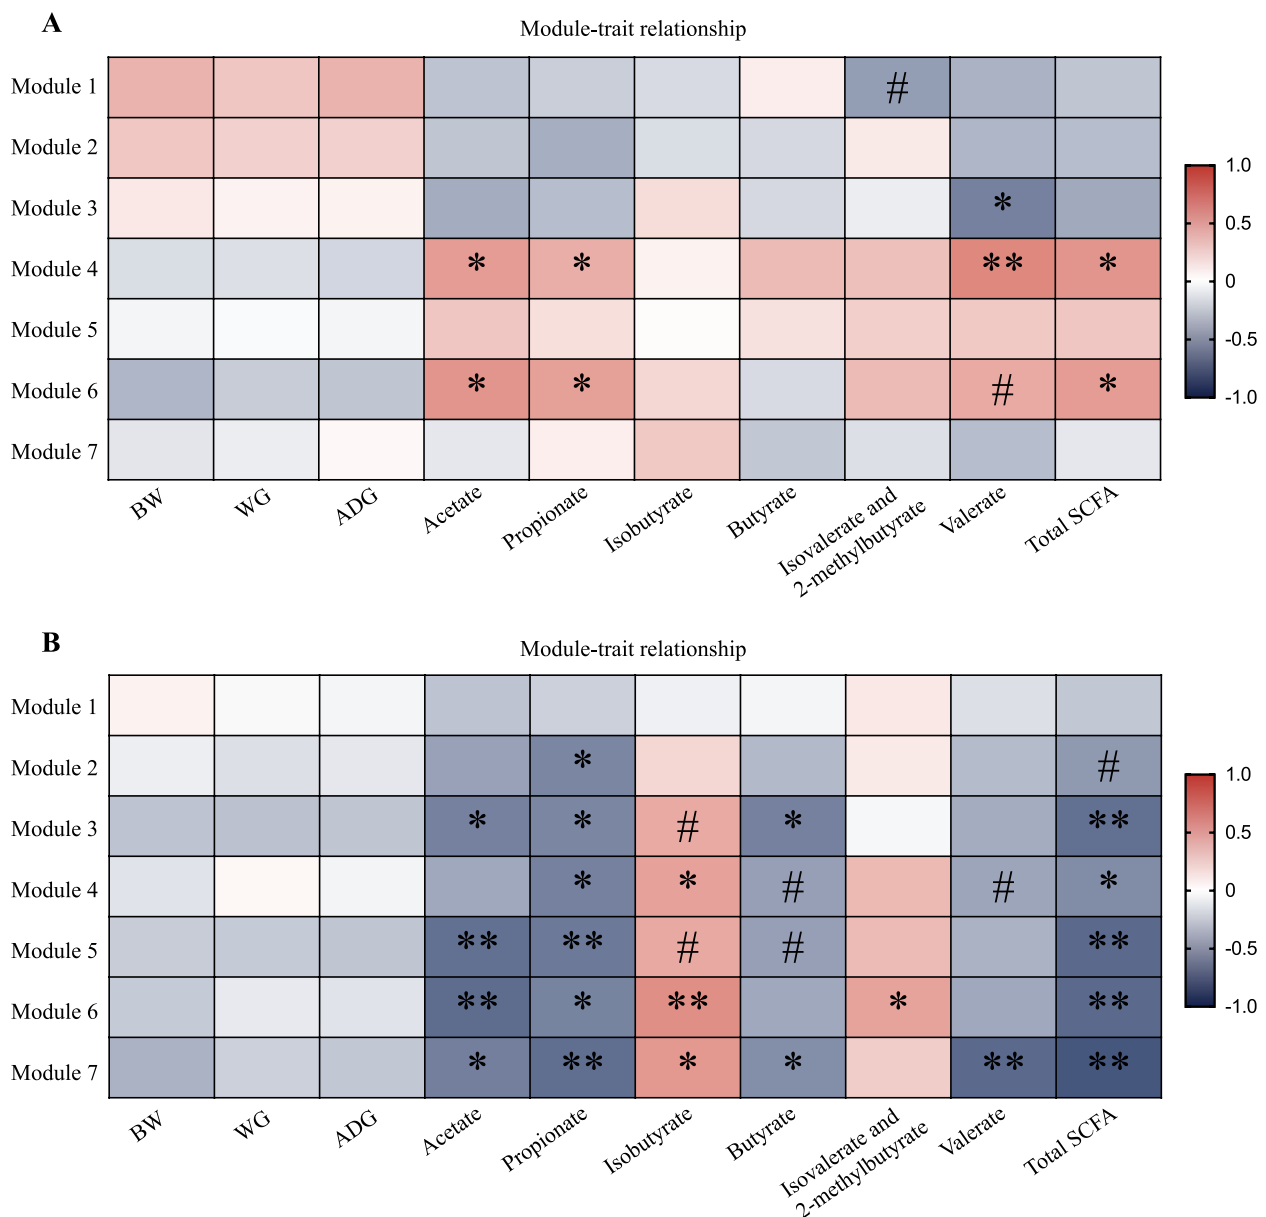 A
Module-trait relationship
Module 1
#
Module 2
Module 3
*
Module 4
* * ** *
Module 5
Module 6
* * # *
Module 7
BW
WG
ADG
Acetate
Propionate
Isobutyrate
Butyrate
Isovalerate and
2-methylbutyrate
Valerate
Total SCFA
1.0
0.5
0
-0.5
-1.0
B
Module-trait relationship
Module 1
Module 2
* #
Module 3
* * # * **
Module 4
* * # # *
Module 5
** ** # # **
Module 6
** * ** * **
Module 7
* ** * * ** **
BW
WG
ADG
Acetate
Propionate
Isobutyrate
Butyrate
Isovalerate and
2-methylbutyrate
Valerate
Total SCFA
1.0
0.5
0
-0.5
-1.0